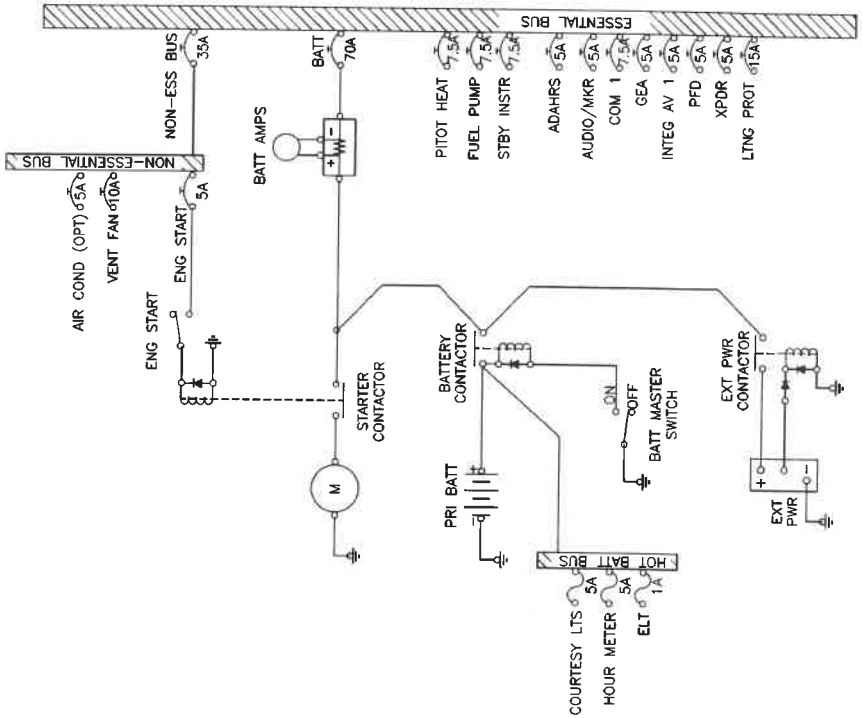 ESSENTIAL BUS
NON-ESS BUS
35A
BATT
70A
PITOT HEAT
7.5A
FUEL PUMP
7.5A
STBY INSTR
7.5A
ADAHRS
5A
AUDIO/MKR
5A
COM 1
7.5A
GEA
5A
INTEG AV 1
5A
PFD
5A
XPDR
5A
LTNG PROT
15A
NON-ESSENTIAL BUS
AIR COND (OPT)
5A
VENT FAN
10A
ENG START
5A
BATT AMPS
+
-
ENG START
STARTER
CONTACTOR
M
BATTERY
CONTACTOR
PRI BATT
+
-
ON
OFF
BATT MASTER
SWITCH
EXT PWR
CONTACTOR
+
-
EXT
PWR
HOT BATT BUS
COURTESY LTS
5A
HOUR METER
5A
ELT
1A